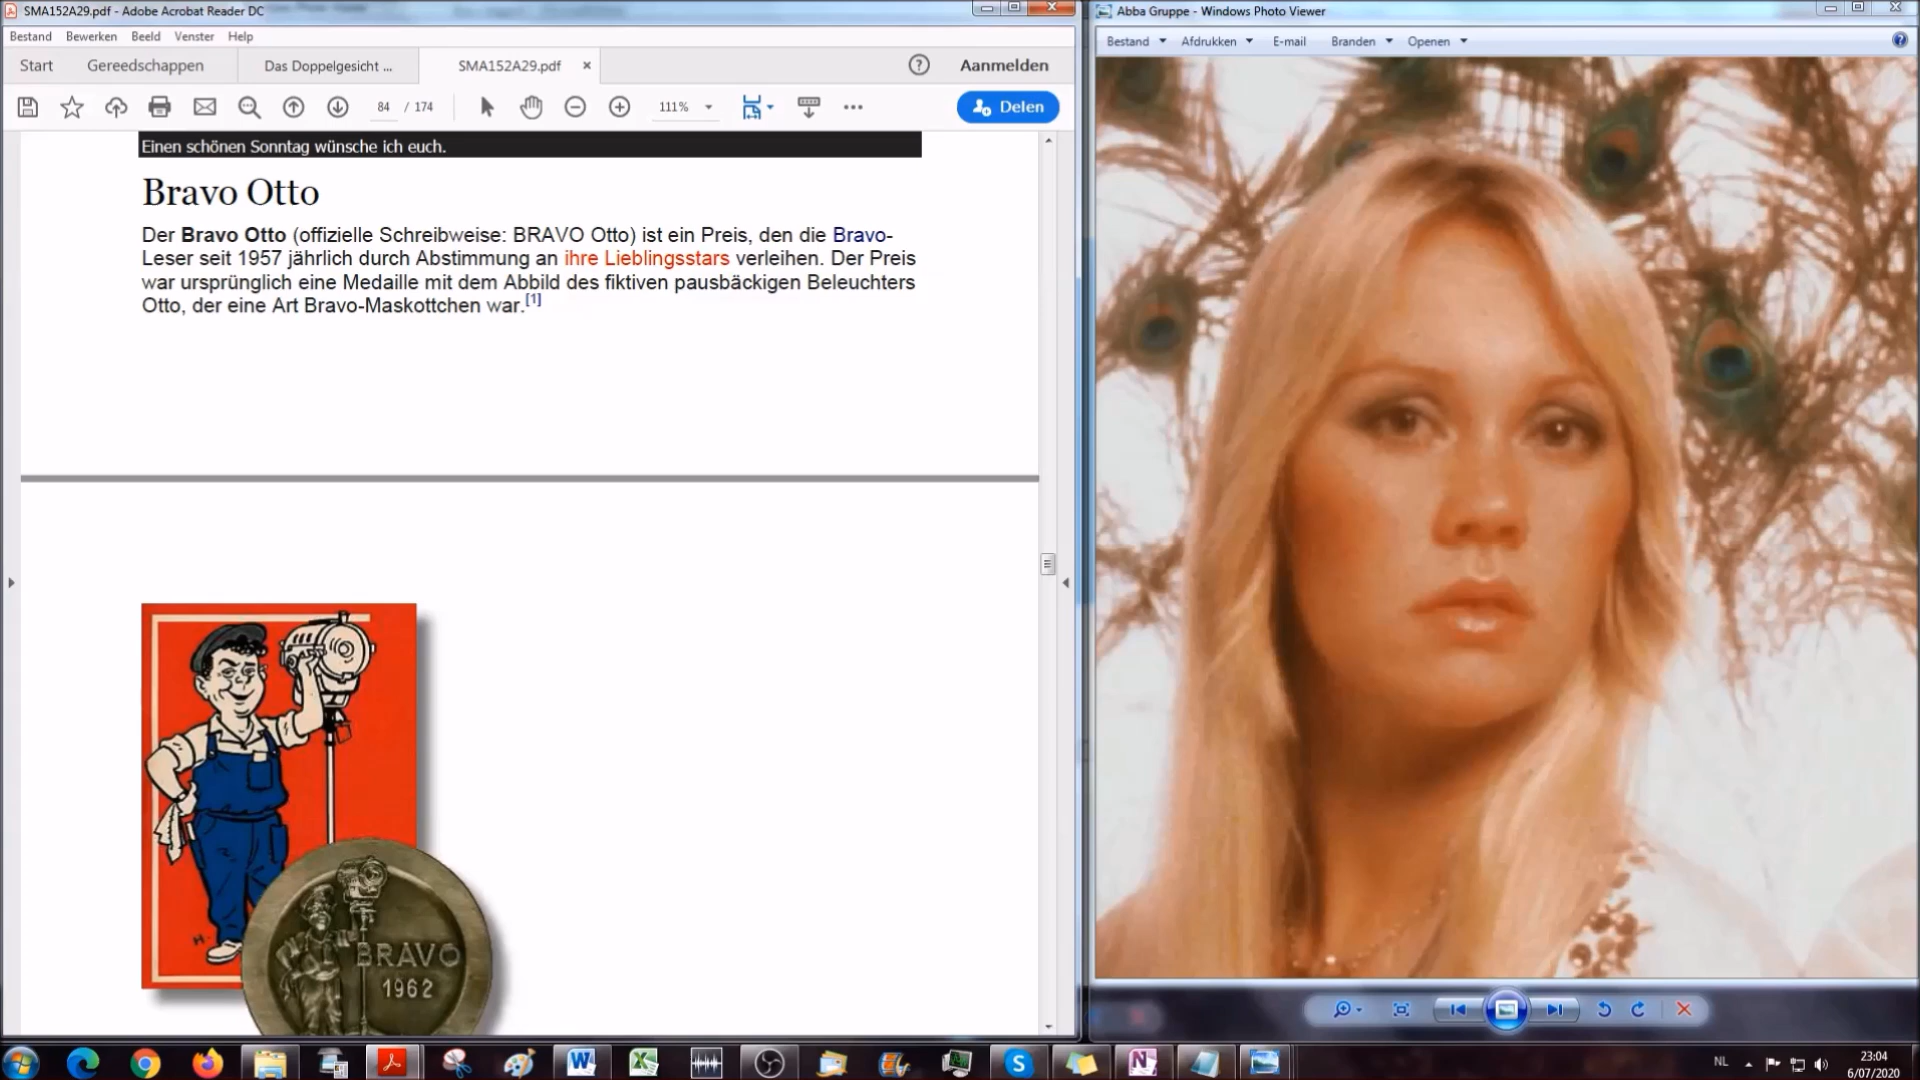 SMA152A29.pdf - Adobe Acrobat Reader DC
Bestand Bewerken Beeld Venster Help
Start Gereedschappen Das Doppelgesicht ... SMA152A29.pdf × ? Aanmelden
84 / 174 111% Delen
Einen schönen Sonntag wünsche ich euch.
Bravo Otto
Der Bravo Otto (offizielle Schreibweise: BRAVO Otto) ist ein Preis, den die Bravo-
Leser seit 1957 jährlich durch Abstimmung an ihre Lieblingsstars verleihen. Der Preis
war ursprünglich eine Medaille mit dem Abbild des fiktiven pausbäckigen Beleuchters
Otto, der eine Art Bravo-Maskottchen war.[1]
BRAVO
1962
Abba Gruppe - Windows Photo Viewer
Bestand Afdrukken E-mail Branden Openen
NL
23:04
6/07/2020